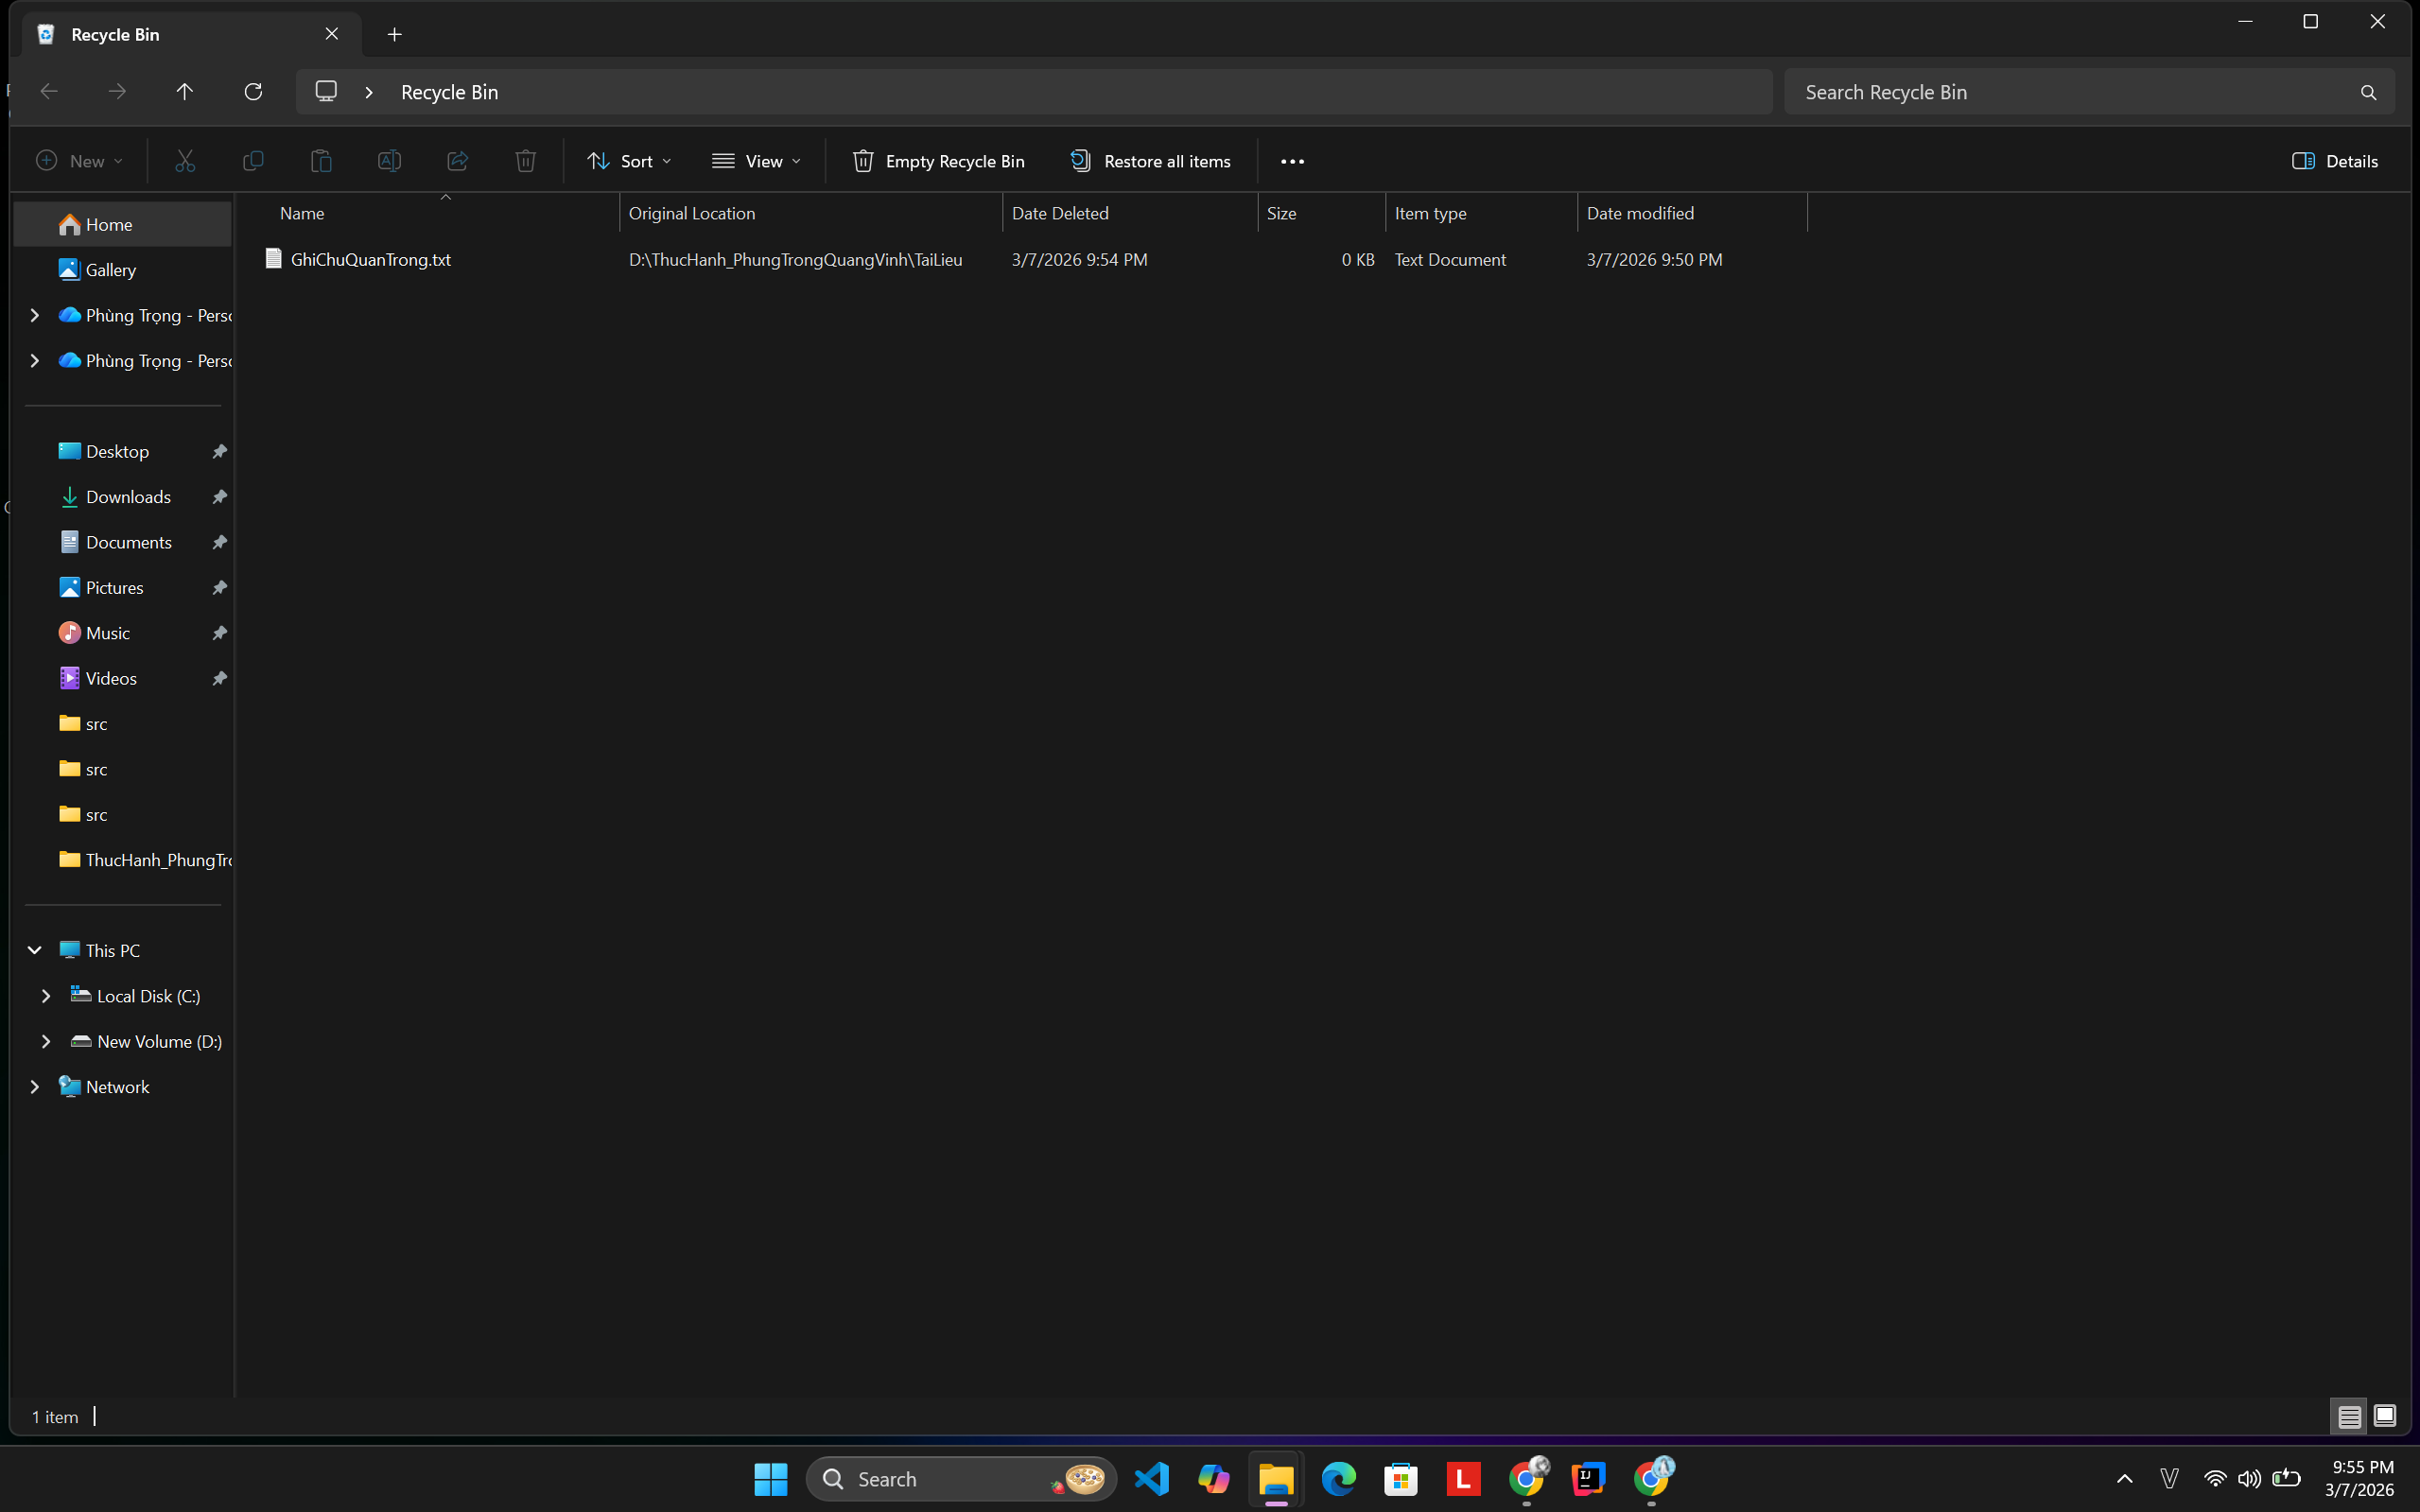 Recycle Bin
Recycle Bin
Search Recycle Bin
New
Sort
View
Empty Recycle Bin
Restore all items
Details
Name Original Location Date Deleted Size Item type Date modified
GhiChuQuanTrong.txt D:\ThucHanh_PhungTrongQuangVinh\TaiLieu 3/7/2026 9:54 PM 0 KB Text Document 3/7/2026 9:50 PM
Home
Gallery
Phùng Trọng - Perso
Phùng Trọng - Perso
Desktop
Downloads
Documents
Pictures
Music
Videos
src
src
src
ThucHanh_PhungTro
This PC
Local Disk (C:)
New Volume (D:)
Network
1 item
Search
L
IJ
V
9:55 PM
3/7/2026